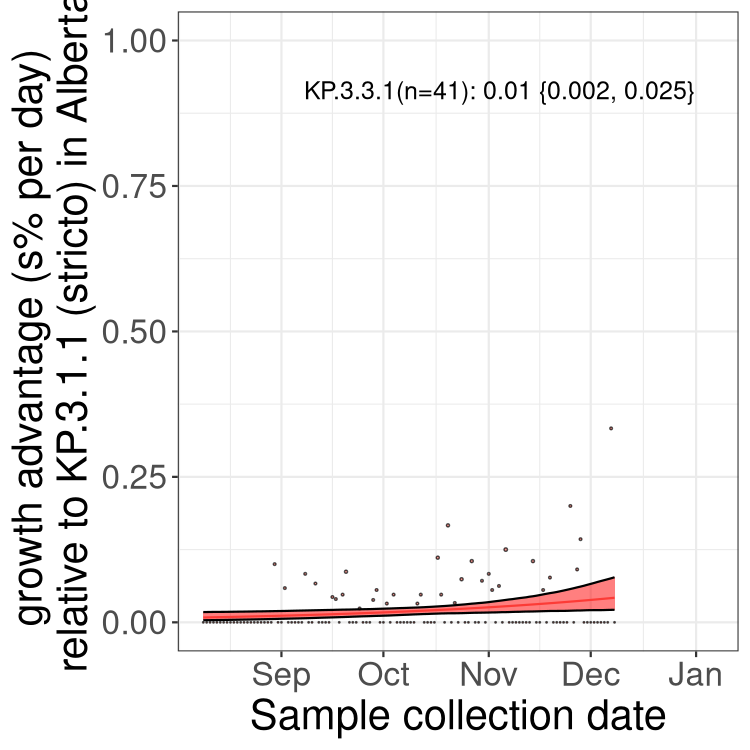 growth advantage (s% per day)
relative to KP.3.1.1 (stricto) in Alberta
1.00
0.75
0.50
0.25
0.00
KP.3.3.1(n=41): 0.01 {0.002, 0.025}
Sep Oct Nov Dec Jan
Sample collection date